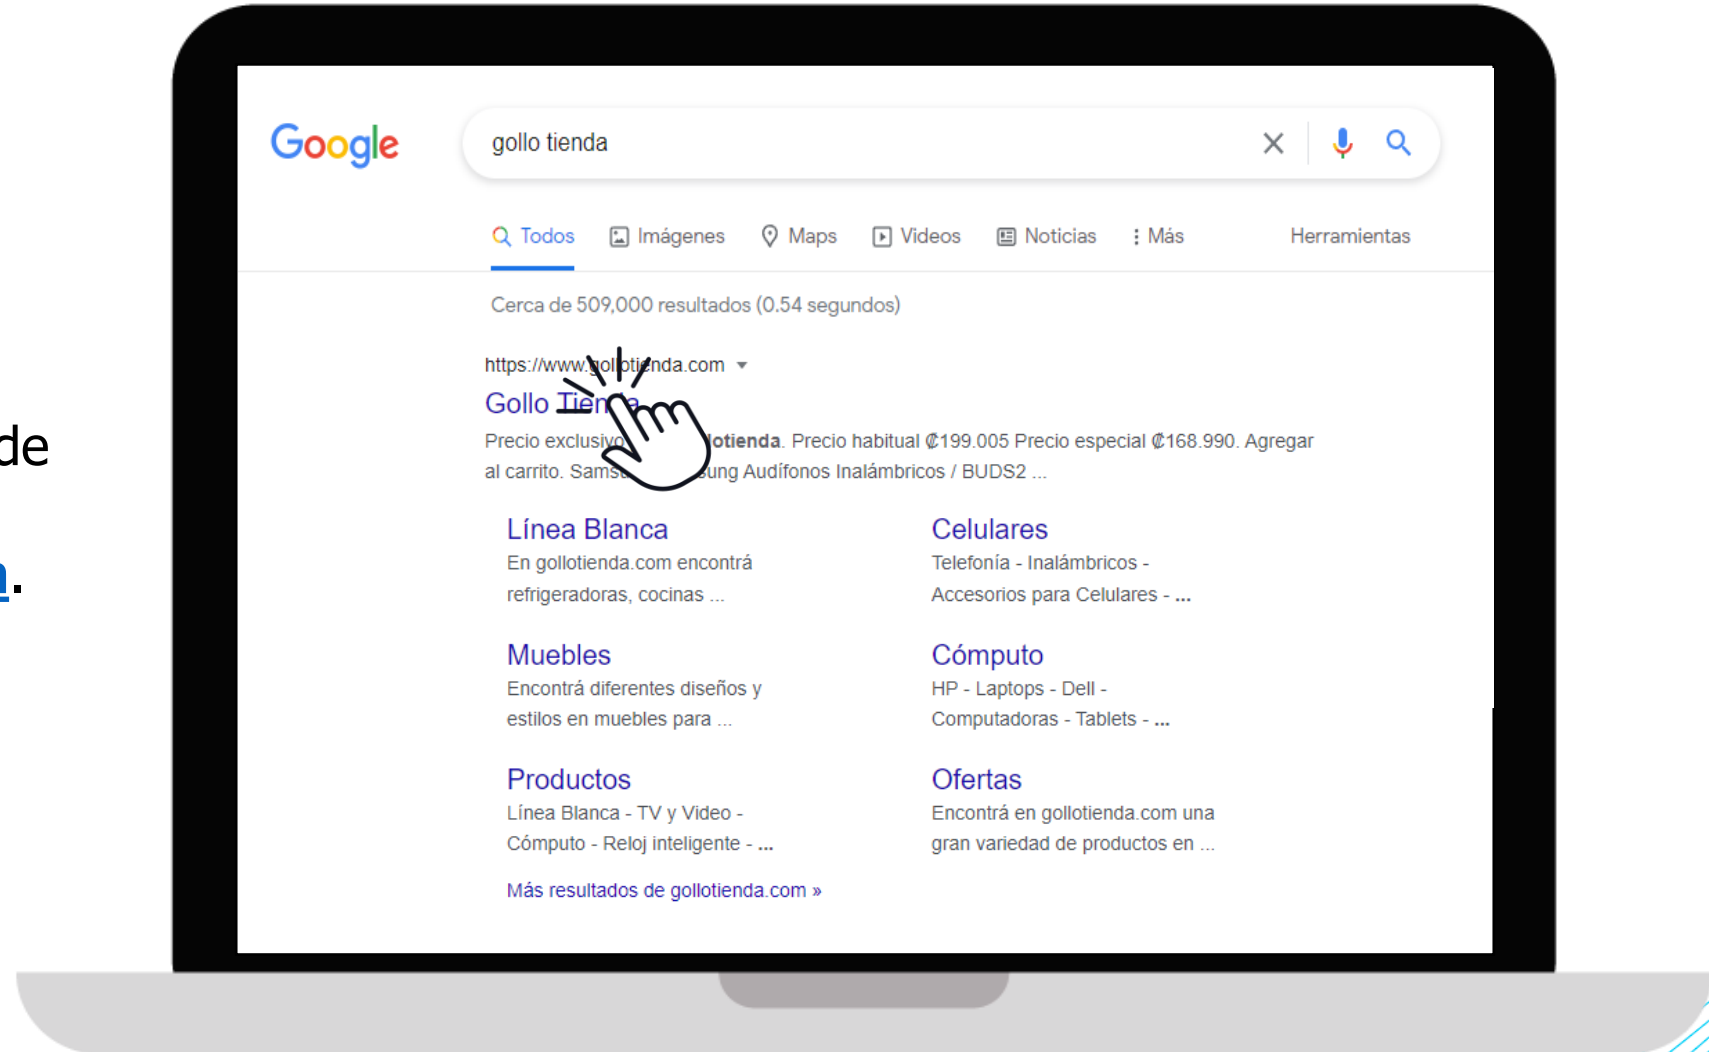 Google
gollo tienda
Todos Imágenes Maps Videos Noticias Más Herramientas
Cerca de 509,000 resultados (0.54 segundos)
https://www.gollotienda.com
Gollo Tienda
Precio exclusivo lotienda. Precio habitual ₡199.005 Precio especial ₡168.990. Agregar
al carrito. Samsung Audífonos Inalámbricos / BUDS2 ...
de
.
Línea Blanca
En gollotienda.com encontrá
refrigeradoras, cocinas ...
Celulares
Telefonía - Inalámbricos -
Accesorios para Celulares - ...
Muebles
Encontrá diferentes diseños y
estilos en muebles para ...
Cómputo
HP - Laptops - Dell -
Computadoras - Tablets - ...
Productos
Línea Blanca - TV y Video -
Cómputo - Reloj inteligente - ...
Ofertas
Encontrá en gollotienda.com una
gran variedad de productos en ...
Más resultados de gollotienda.com »